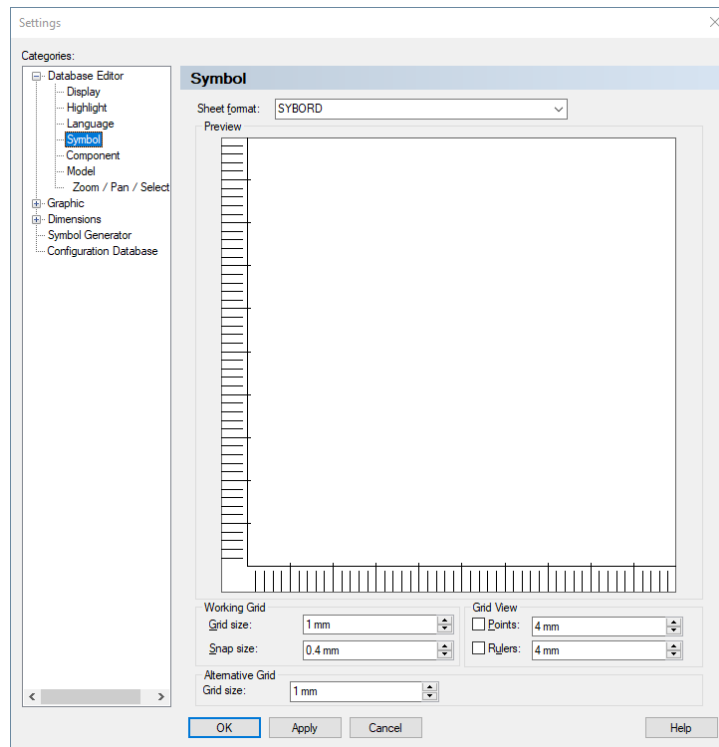 Settings
Categories:
Database Editor
Display
Highlight
Language
Symbol
Component
Model
Zoom / Pan / Select
Graphic
Dimensions
Symbol Generator
Configuration Database
Symbol
Sheet format: SYBORD
Preview
Working Grid
Grid size: 1 mm
Snap size: 0.4 mm
Grid View
Points: 4 mm
Rulers: 4 mm
Alternative Grid
Grid size: 1 mm
OK Apply Cancel Help